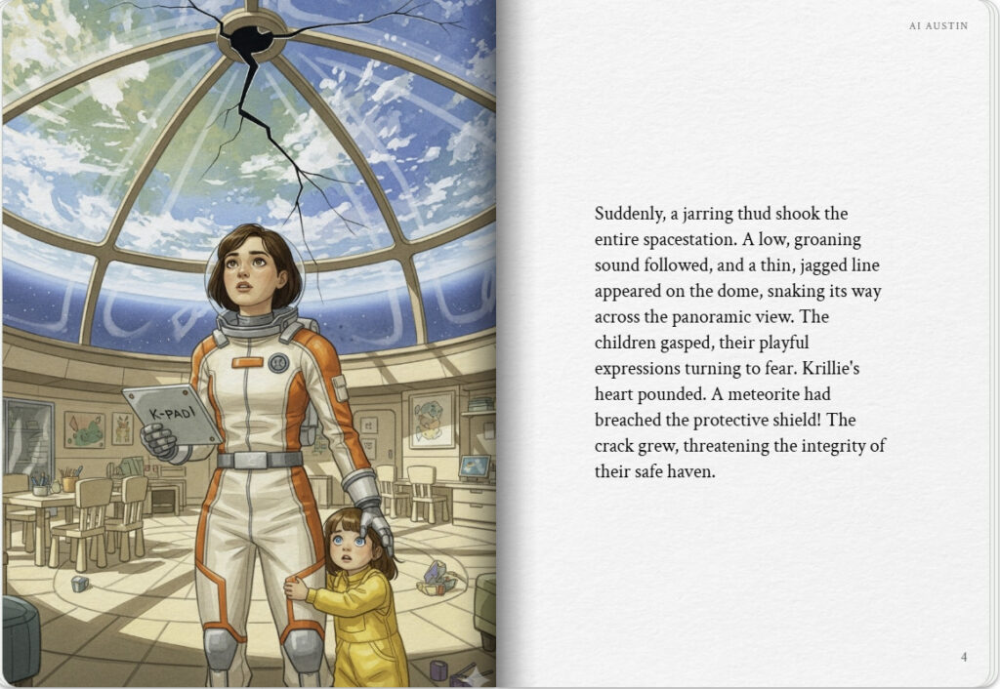 K-PAD
AI AUSTIN
Suddenly, a jarring thud shook the
entire spacestation. A low, groaning
sound followed, and a thin, jagged line
appeared on the dome, snaking its way
across the panoramic view. The
children gasped, their playful
expressions turning to fear. Krillie's
heart pounded. A meteorite had
breached the protective shield! The
crack grew, threatening the integrity of
their safe haven.
4